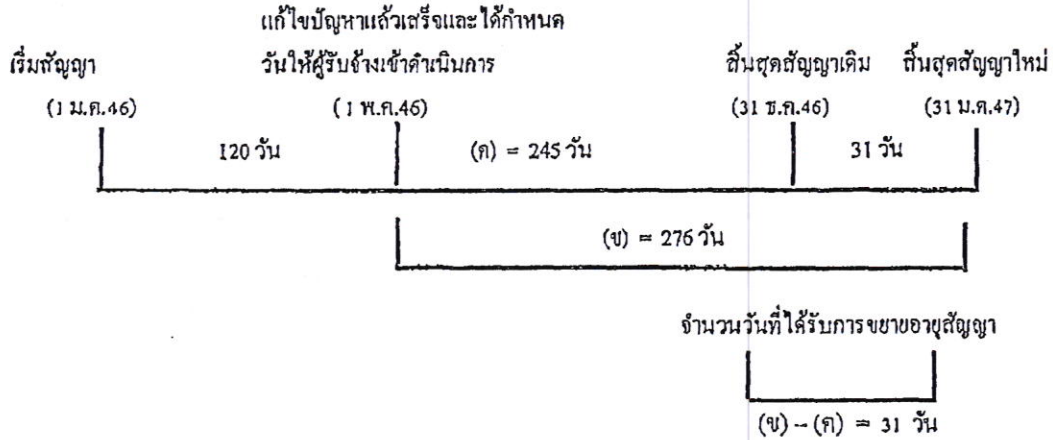 แก้ไขปัญหาแล้วเสร็จและได้กำหนด
เริ่มสัญญา วันให้ผู้รับจ้างเข้าดำเนินการ สิ้นสุดสัญญาเดิม สิ้นสุดสัญญาใหม่
(1 ม.ค.46) (1 พ.ค.46) (31 ธ.ค.46) (31 ม.ค.47)
120 วัน (ค) = 245 วัน 31 วัน
(ข) = 276 วัน
จำนวนวันที่ได้รับการขยายอายุสัญญา
(ข) – (ค) = 31 วัน